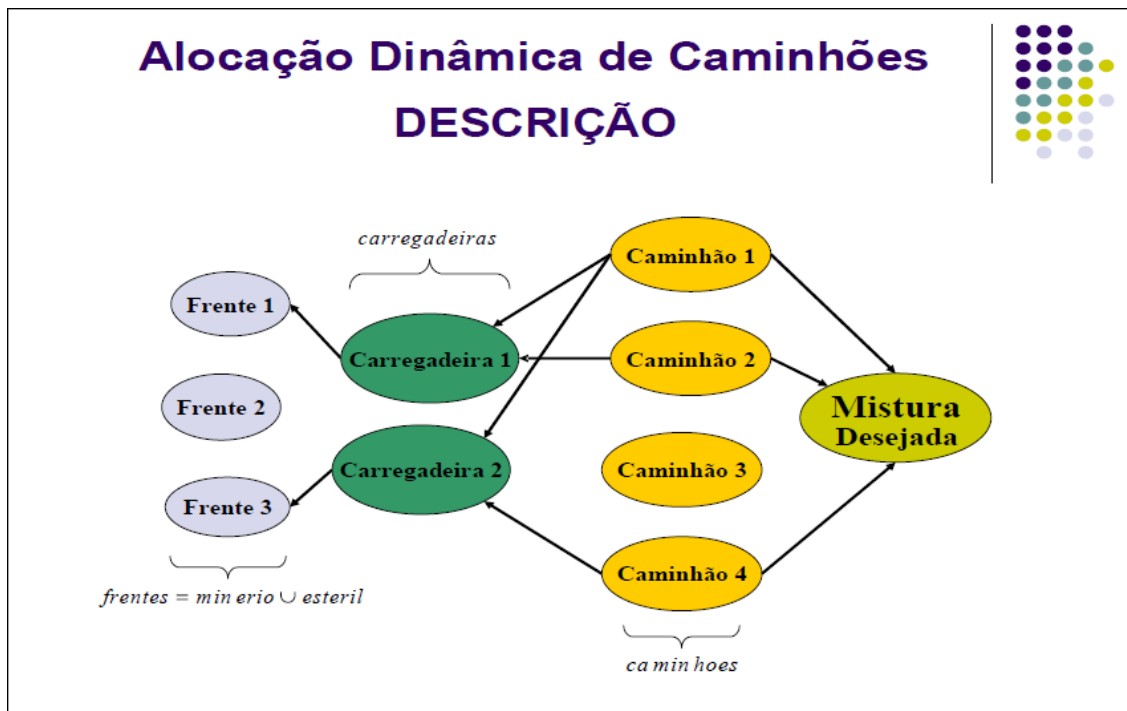 Alocação Dinâmica de Caminhões
DESCRIÇÃO
carregadeiras
Caminhão 1
Frente 1
Carregadeira 1
Caminhão 2
Frente 2
Mistura
Desejada
Carregadeira 2
Caminhão 3
Frente 3
Caminhão 4
frentes = min erio ∪ esteril
ca min hoes